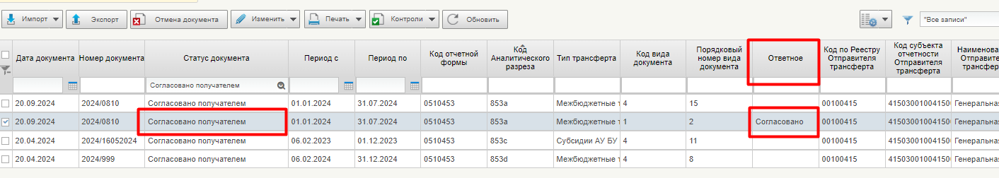 Импорт Экспорт Отмена документа Изменить Печать Контроли Обновить "Все записи"
Дата документа Номер документа Статус документа Период с Период по Код отчетной формы Код Аналитического разреза Тип трансферта Код вида документа Порядковый номер вида документа Ответное Код по Реестру Отправителя трансферта Код субъекта отчетности Отправителя трансферта Наименова Отправите трансфер
Согласовано получателем
20.09.2024 2024/0810 Согласовано получателем 01.01.2024 31.07.2024 0510453 853a Межбюджетные т 4 15 00100415 4150300100415 Генеральная
20.09.2024 2024/0810 Согласовано получателем 01.01.2024 31.07.2024 0510453 853a Межбюджетные т 1 2 Согласовано 00100415 4150300100415 Генеральная
20.04.2024 2024/16052024 Согласовано получателем 06.02.2023 01.12.2023 0510453 853c Субсидии АУ БУ 4 11 00100415 4150300100415 Генеральная
20.04.2024 2024/999 Согласовано получателем 06.02.2024 31.12.2024 0510453 853d Межбюджетные т 4 8 00100415 4150300100415 Генеральная